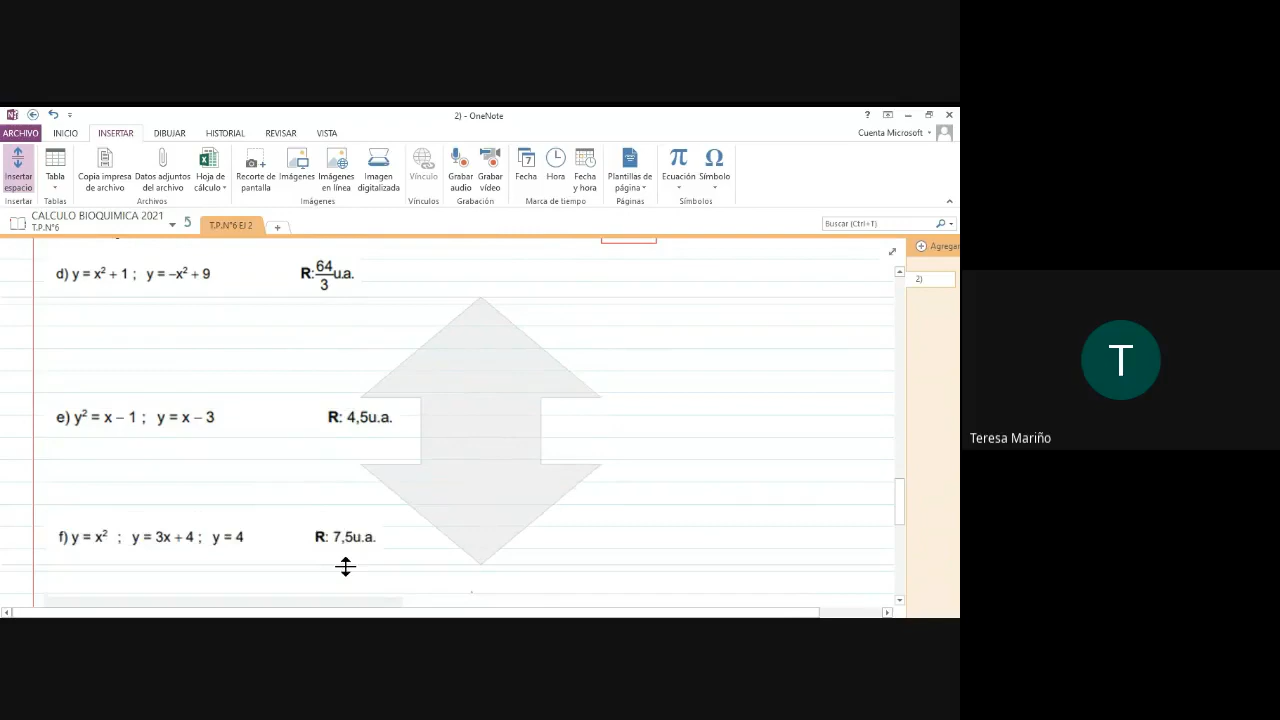 2) - OneNote
ARCHIVO INICIO INSERTAR DIBUJAR HISTORIAL REVISAR VISTA Cuenta Microsoft
Insertar espacio
Tabla
Copia impresa de archivo
Datos adjuntos del archivo
Hoja de cálculo
Recorte de pantalla
Imágenes
Imágenes en línea
Imagen digitalizada
Vínculo
Grabar audio
Grabar vídeo
Fecha
Hora
Fecha y hora
Plantillas de página
π Ecuación
Ω Símbolo
Insertar Tablas Archivos Imágenes Vínculos Grabación Marca de tiempo Páginas Símbolos
CALCULO BIOQUIMICA 2021
T.P.N°6
T.P.N°6 EJ 2
Buscar (Ctrl+T)
Agregar
2)
d) y = x² + 1 ; y = –x² + 9 R: 64/3 u.a.
e) y² = x – 1 ; y = x – 3 R: 4,5u.a.
f) y = x² ; y = 3x + 4 ; y = 4 R: 7,5u.a.
T
Teresa Mariño